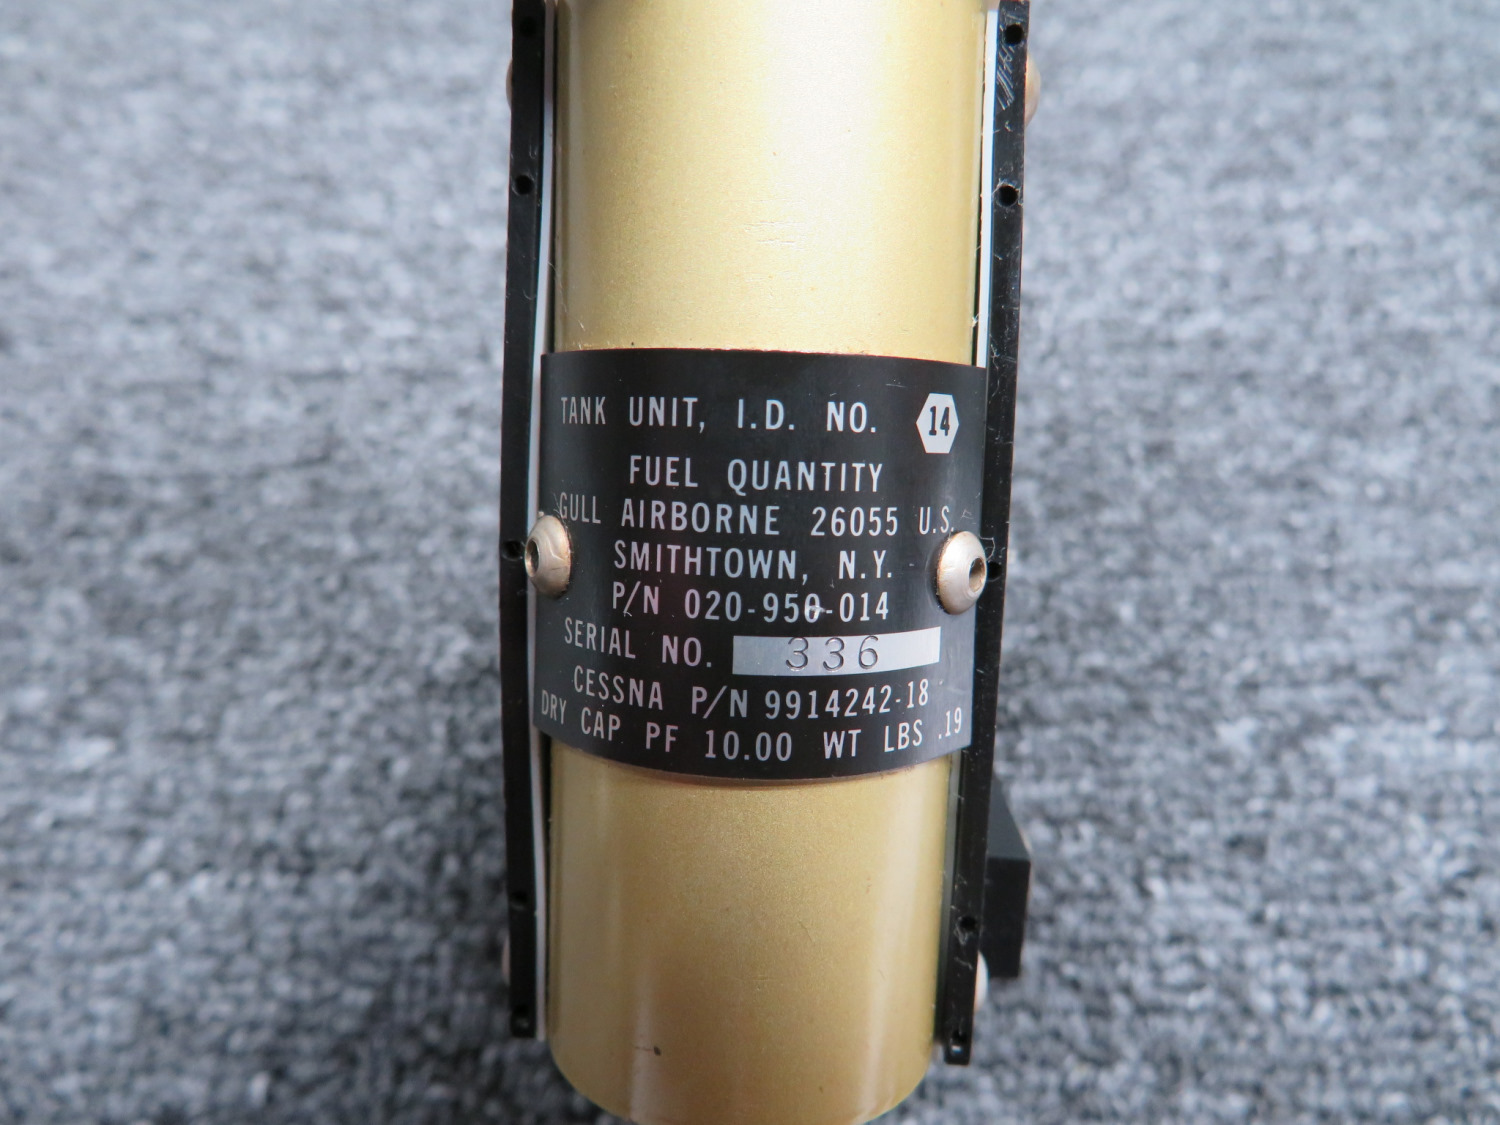 TANK UNIT, I.D. NO. 14
FUEL QUANTITY
GULL AIRBORNE 26055 U.S.
SMITHTOWN, N.Y.
P/N 020-950-014
SERIAL NO. 336
CESSNA P/N 9914242-18
DRY CAP PF 10.00 WT LBS .19